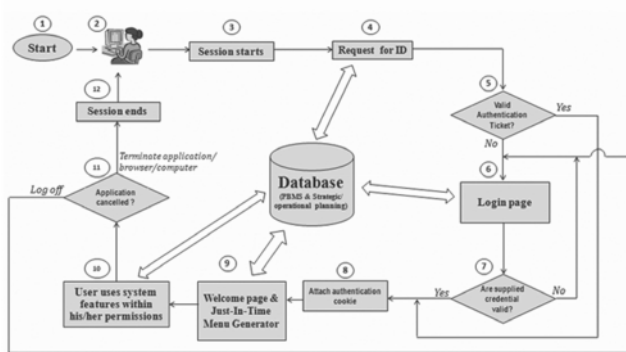 1
Start
2
3
Session starts
4
Request for ID
5
Valid
Authentication
Ticket?
Yes
No
6
Login page
7
Are supplied
credential
valid?
Yes
No
8
Attach authentication
cookie
9
Welcome page &
Just-In-Time
Menu Generator
10
User uses system
features within
his/her permissions
11
Application
cancelled ?
Log off
Terminate application/
browser/computer
12
Session ends
Database
(PBMS & Strategic/
operational planning)